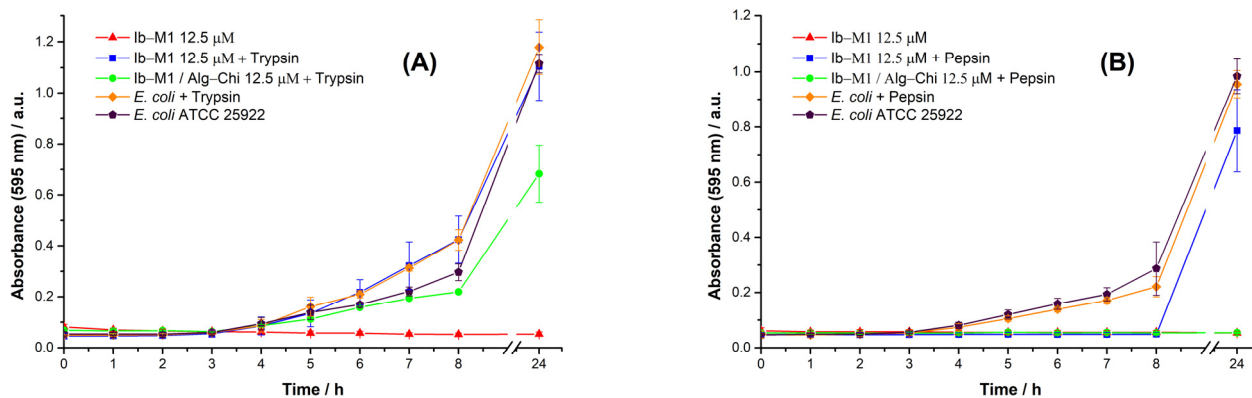 Ib–M1 12.5 μM
Ib–M1 12.5 μM + Trypsin
Ib–M1 / Alg–Chi 12.5 μM + Trypsin
E. coli + Trypsin
E. coli ATCC 25922
(A)
Absorbance (595 nm) / a.u.
1.2
1.0
0.8
0.6
0.4
0.2
0.0
0 1 2 3 4 5 6 7 8 24
Time / h
Ib–M1 12.5 μM
Ib–M1 12.5 μM + Pepsin
Ib–M1 / Alg–Chi 12.5 μM + Pepsin
E. coli + Pepsin
E. coli ATCC 25922
(B)
Absorbance (595 nm) / a.u.
1.2
1.0
0.8
0.6
0.4
0.2
0.0
0 1 2 3 4 5 6 7 8 24
Time / h